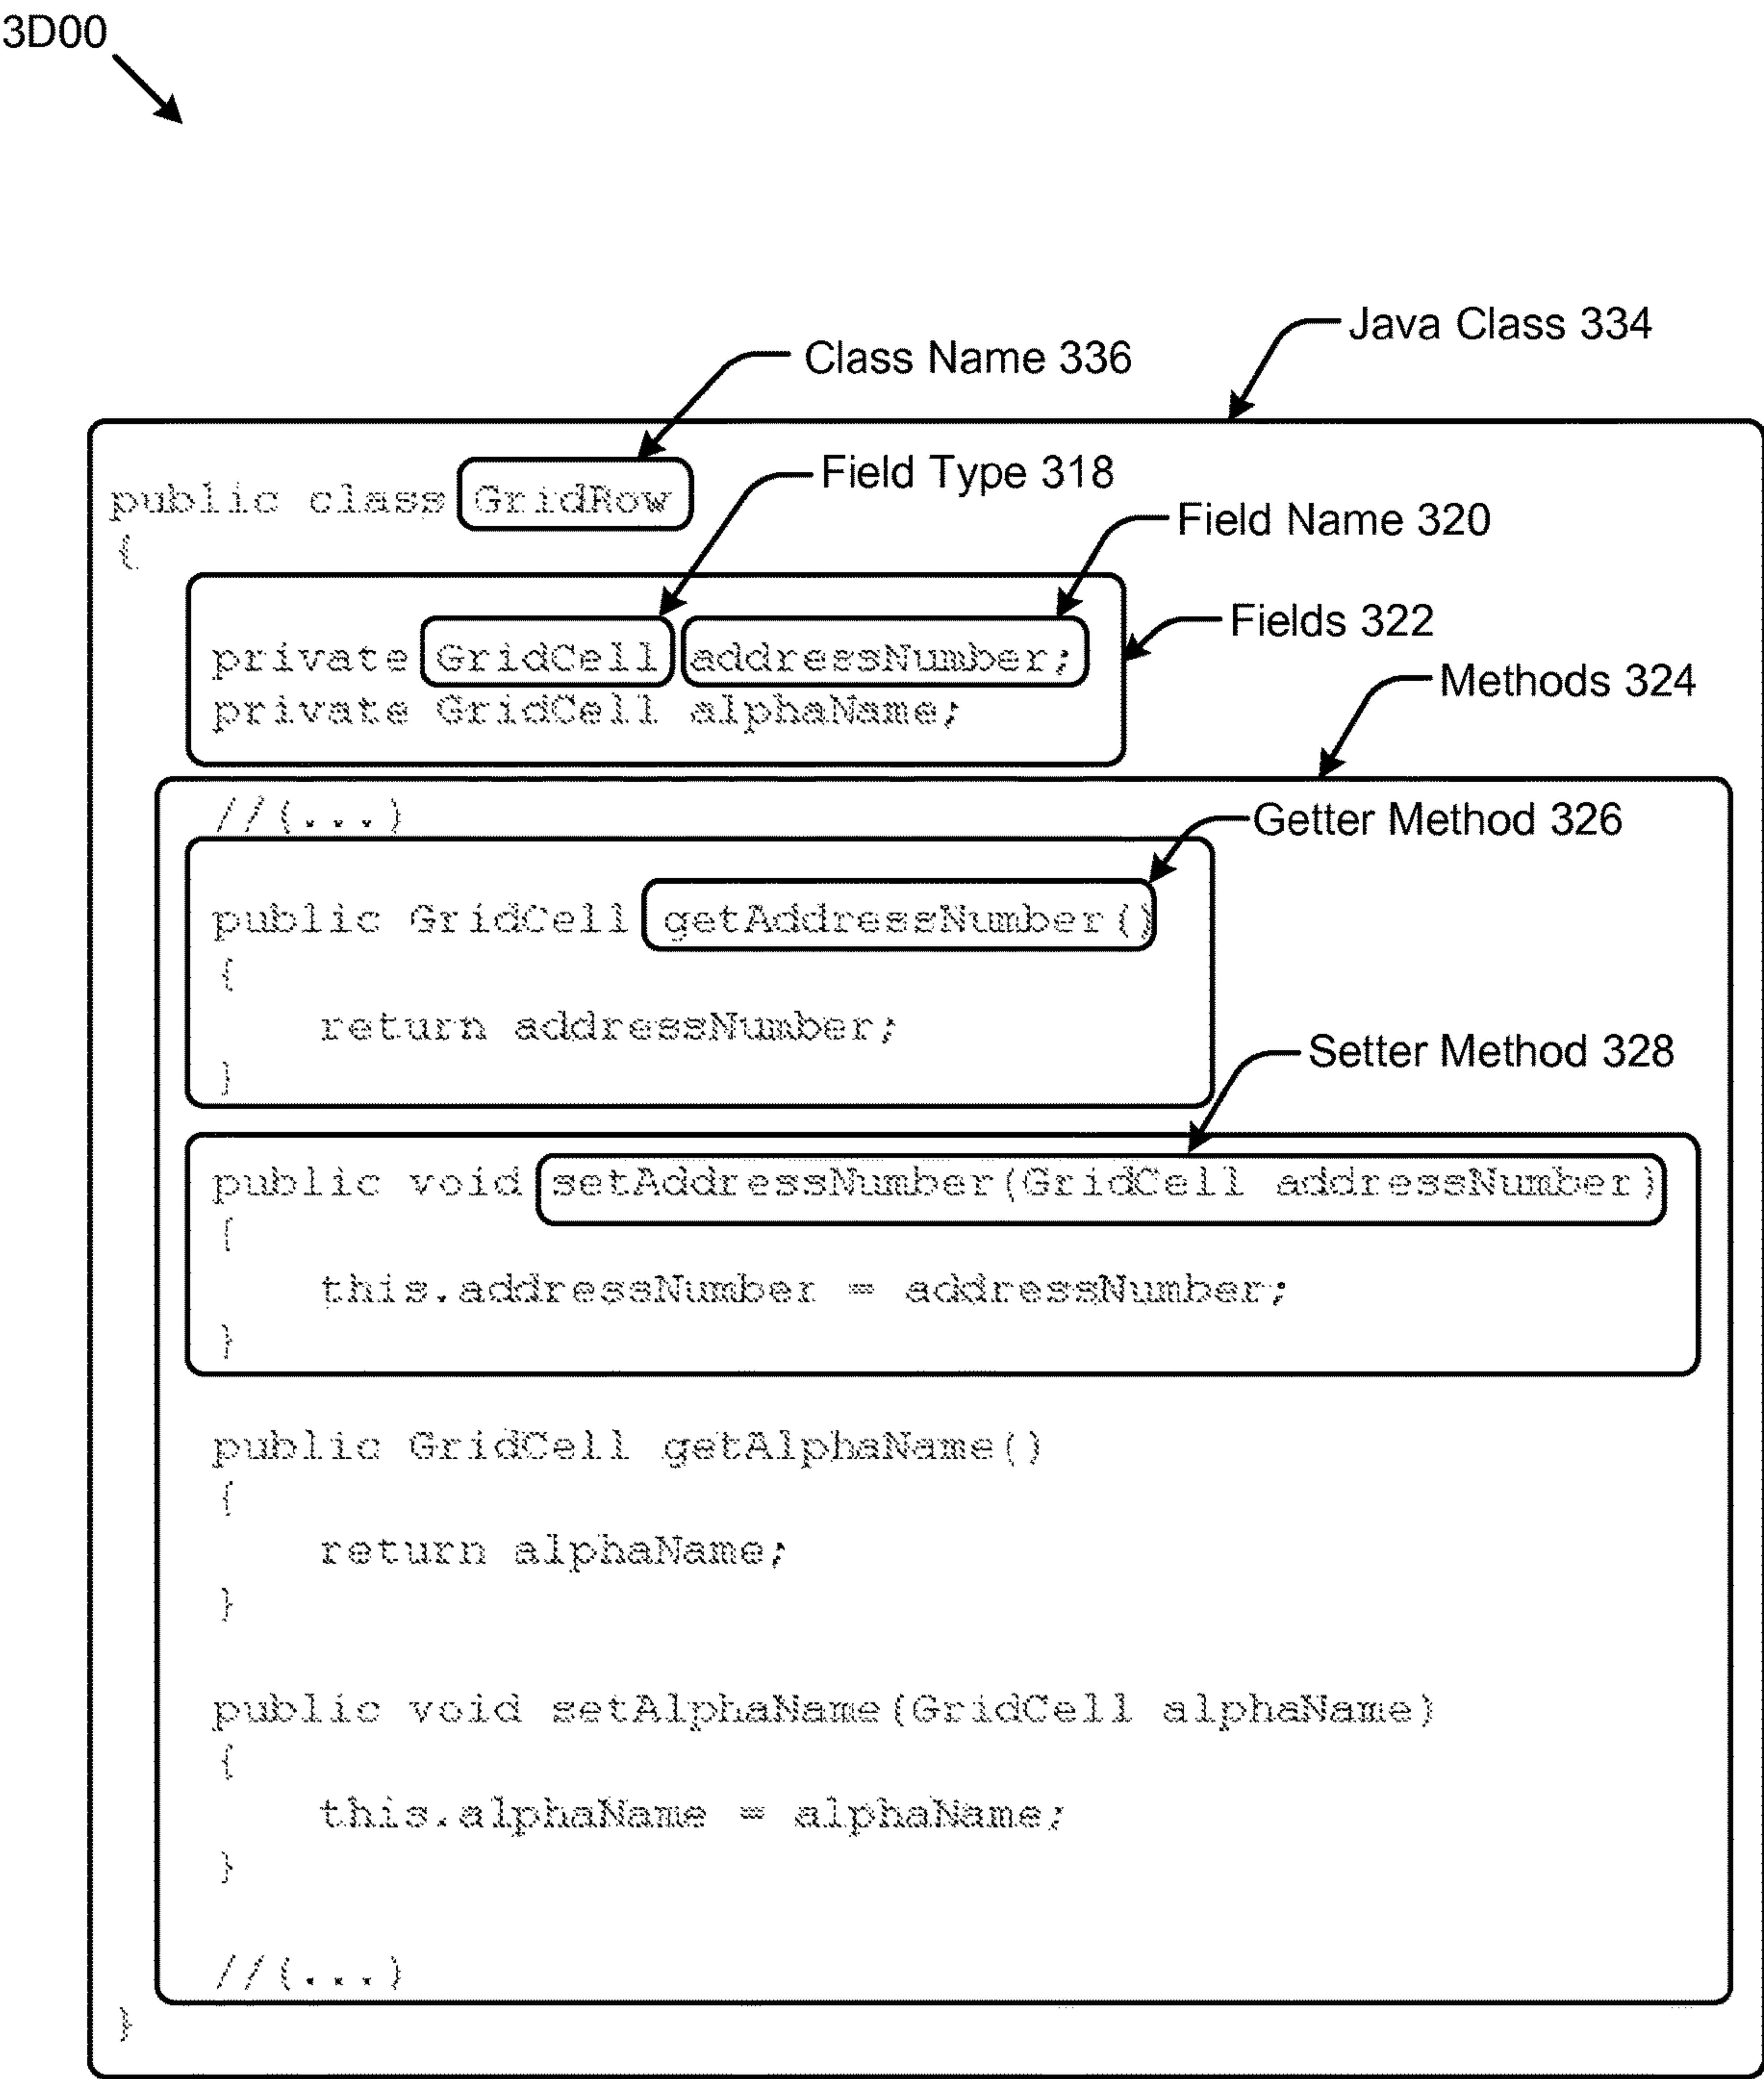 3D00
Java Class 334
Class Name 336
Field Type 318
public class GridRow
Field Name 320
{
Fields 322
private GridCell addressNumber;
Methods 324
private GridCell alphaName;
//(...)
Getter Method 326
public GridCell getAddressNumber()
{
return addressNumber;
}
Setter Method 328
public void setAddressNumber(GridCell addressNumber)
{
this.addressNumber = addressNumber;
}
public GridCell getAlphaName()
{
return alphaName;
}
public void setAlphaName(GridCell alphaName)
{
this.alphaName = alphaName;
}
//(...)
}